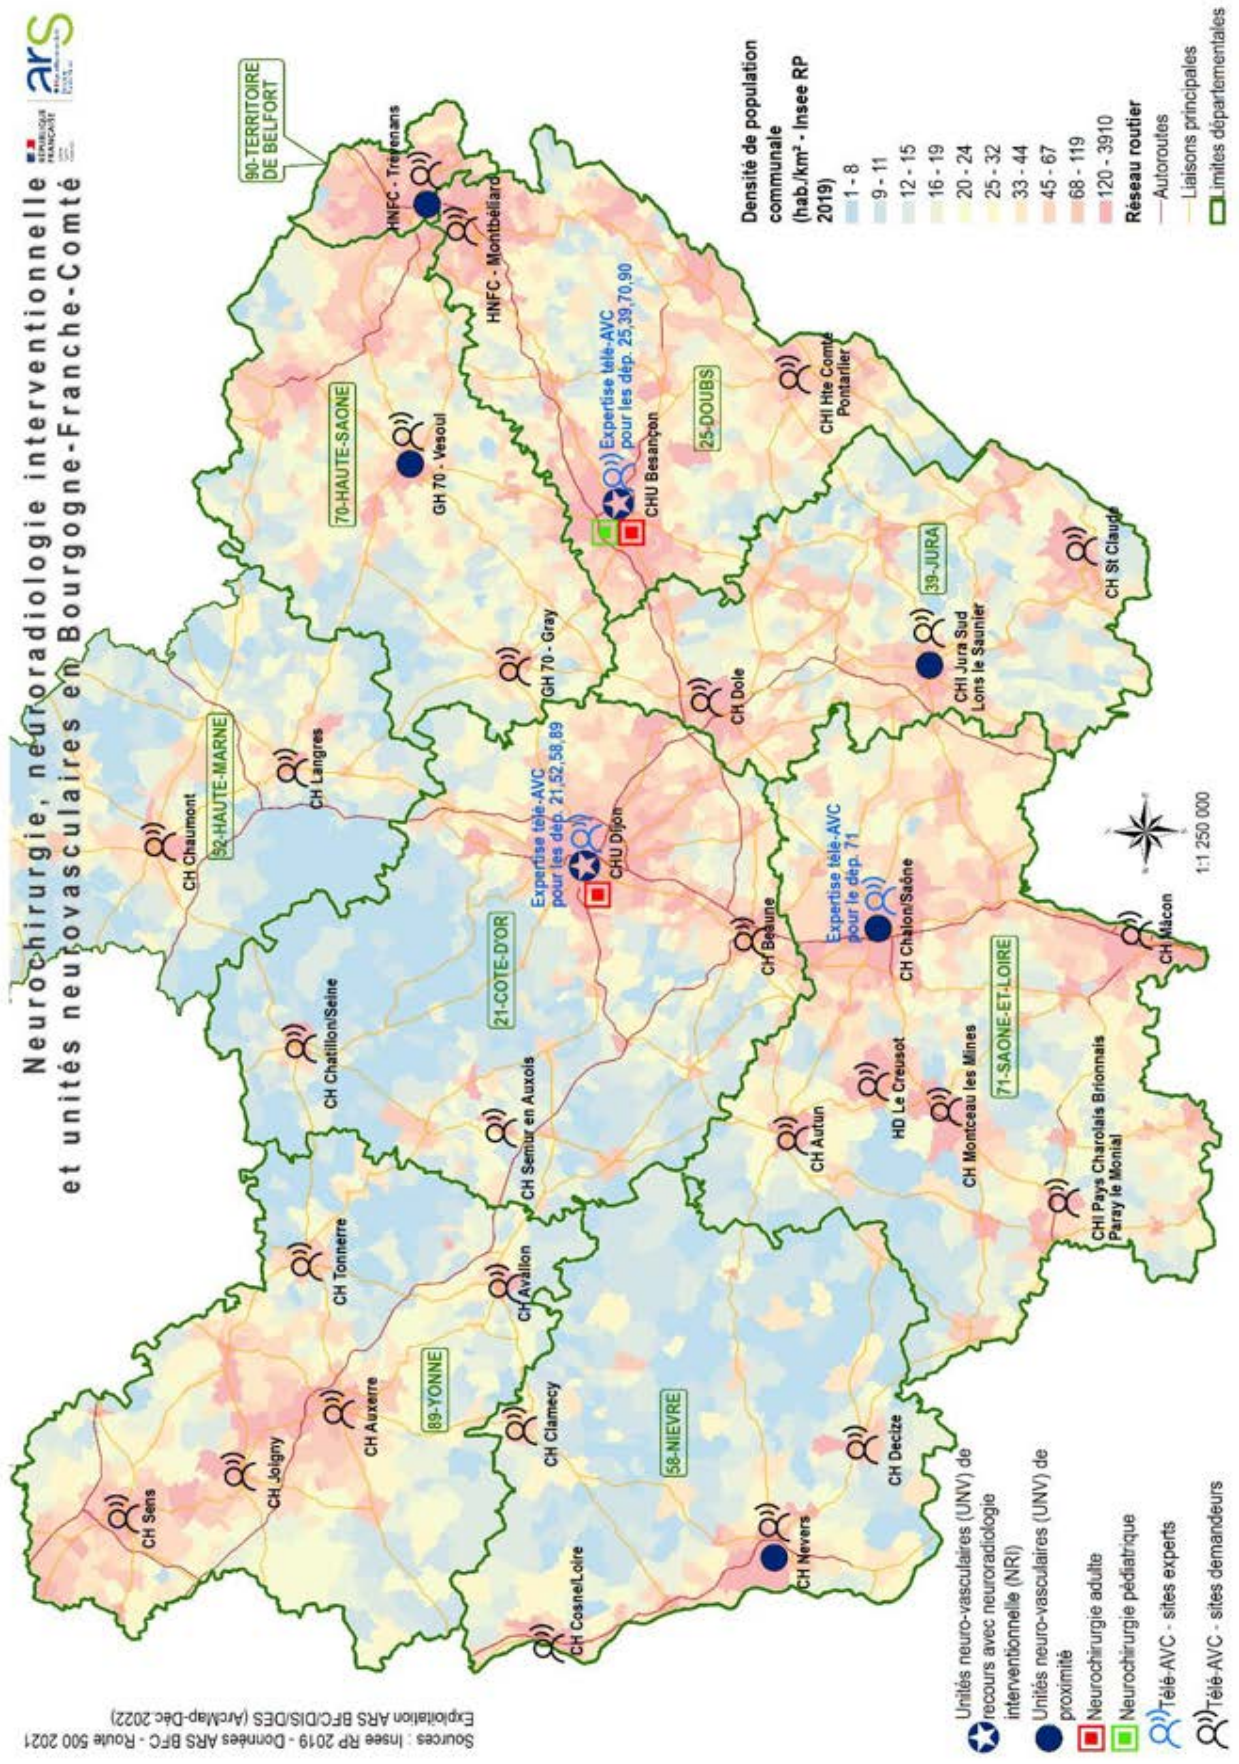 Neurochirurgie, neuroradiologie interventionnelle
et unités neurovasculaires en Bourgogne-Franche-Comté
RÉPUBLIQUE
FRANÇAISE
ars
90-TERRITOIRE
DE BELFORT
HNFC - Trévenans
HNFC - Montbéliard
70-HAUTE-SAONE
GH 70 - Vesoul
GH 70 - Gray
Expertise télé-AVC
pour les dép. 25,39,70,90
CHU Besançon
25-DOUBS
CHI Hte Comté
Pontarlier
39-JURA
CHI Jura Sud
Lons le Saunier
CH St Claude
CH Dole
52-HAUTE-MARNE
CH Chaumont
CH Langres
Expertise télé-AVC
pour les dép. 21,52,58,89
CHU Dijon
21-COTE-D'OR
CH Beaune
CH Chatillon/Seine
CH Semur en Auxois
Expertise télé-AVC
pour le dép. 71
CH Chalon/Saône
71-SAONE-ET-LOIRE
CH Mâcon
HD Le Creusot
CH Montceau les Mines
CH Autun
CHI Pays Charolais Brionnais
Paray le Monial
CH Tonnerre
CH Avallon
89-YONNE
CH Auxerre
CH Joigny
CH Sens
CH Clamecy
58-NIEVRE
CH Decize
CH Nevers
CH Cosne/Loire
Densité de population
communale
(hab./km² - Insee RP
2019)
1 - 8
9 - 11
12 - 15
16 - 19
20 - 24
25 - 32
33 - 44
45 - 67
68 - 119
120 - 3910
Réseau routier
Autoroutes
Liaisons principales
Limites départementales
1:1 250 000
Unités neuro-vasculaires (UNV) de
recours avec neuroradiologie
interventionnelle (NRI)
Unités neuro-vasculaires (UNV) de
proximité
Neurochirurgie adulte
Neurochirurgie pédiatrique
Télé-AVC - sites experts
Télé-AVC - sites demandeurs
Sources : Insee RP 2019 - Données ARS BFC - Route 500 2021
Exploitation ARS BFC/DIS/DES (ArcMap-Déc.2022)